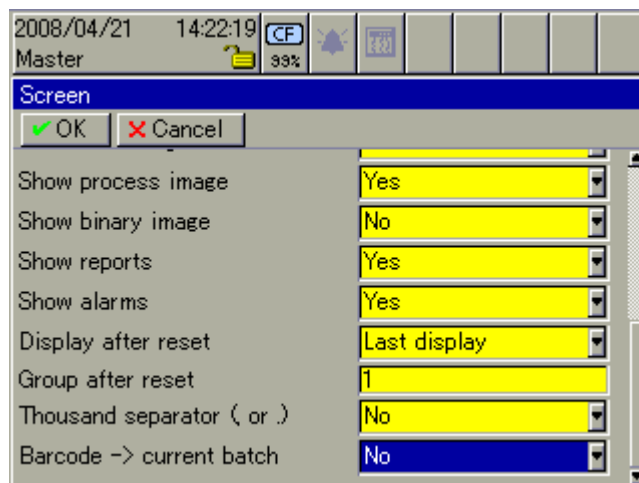 2008/04/21 14:22:19 CF
Master 99%
Screen
OK Cancel
Show process image Yes
Show binary image No
Show reports Yes
Show alarms Yes
Display after reset Last display
Group after reset 1
Thousand separator (, or .) No
Barcode -> current batch No